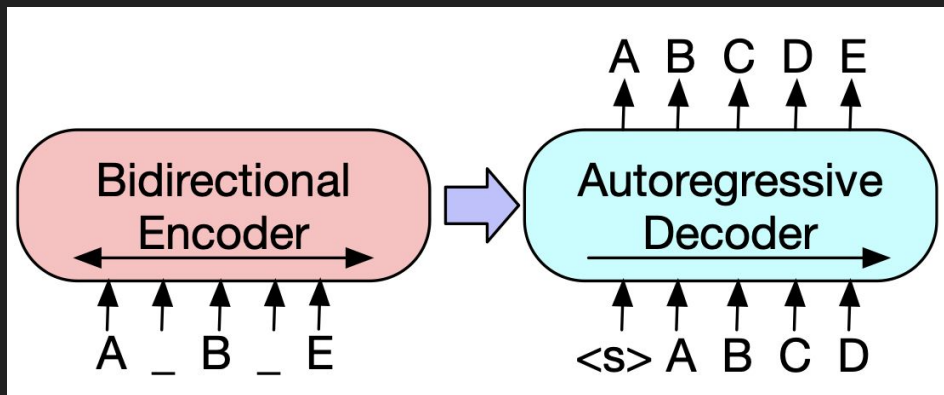 A B C D E
Bidirectional
Encoder
Autoregressive
Decoder
A _ B _ E
<s> A B C D